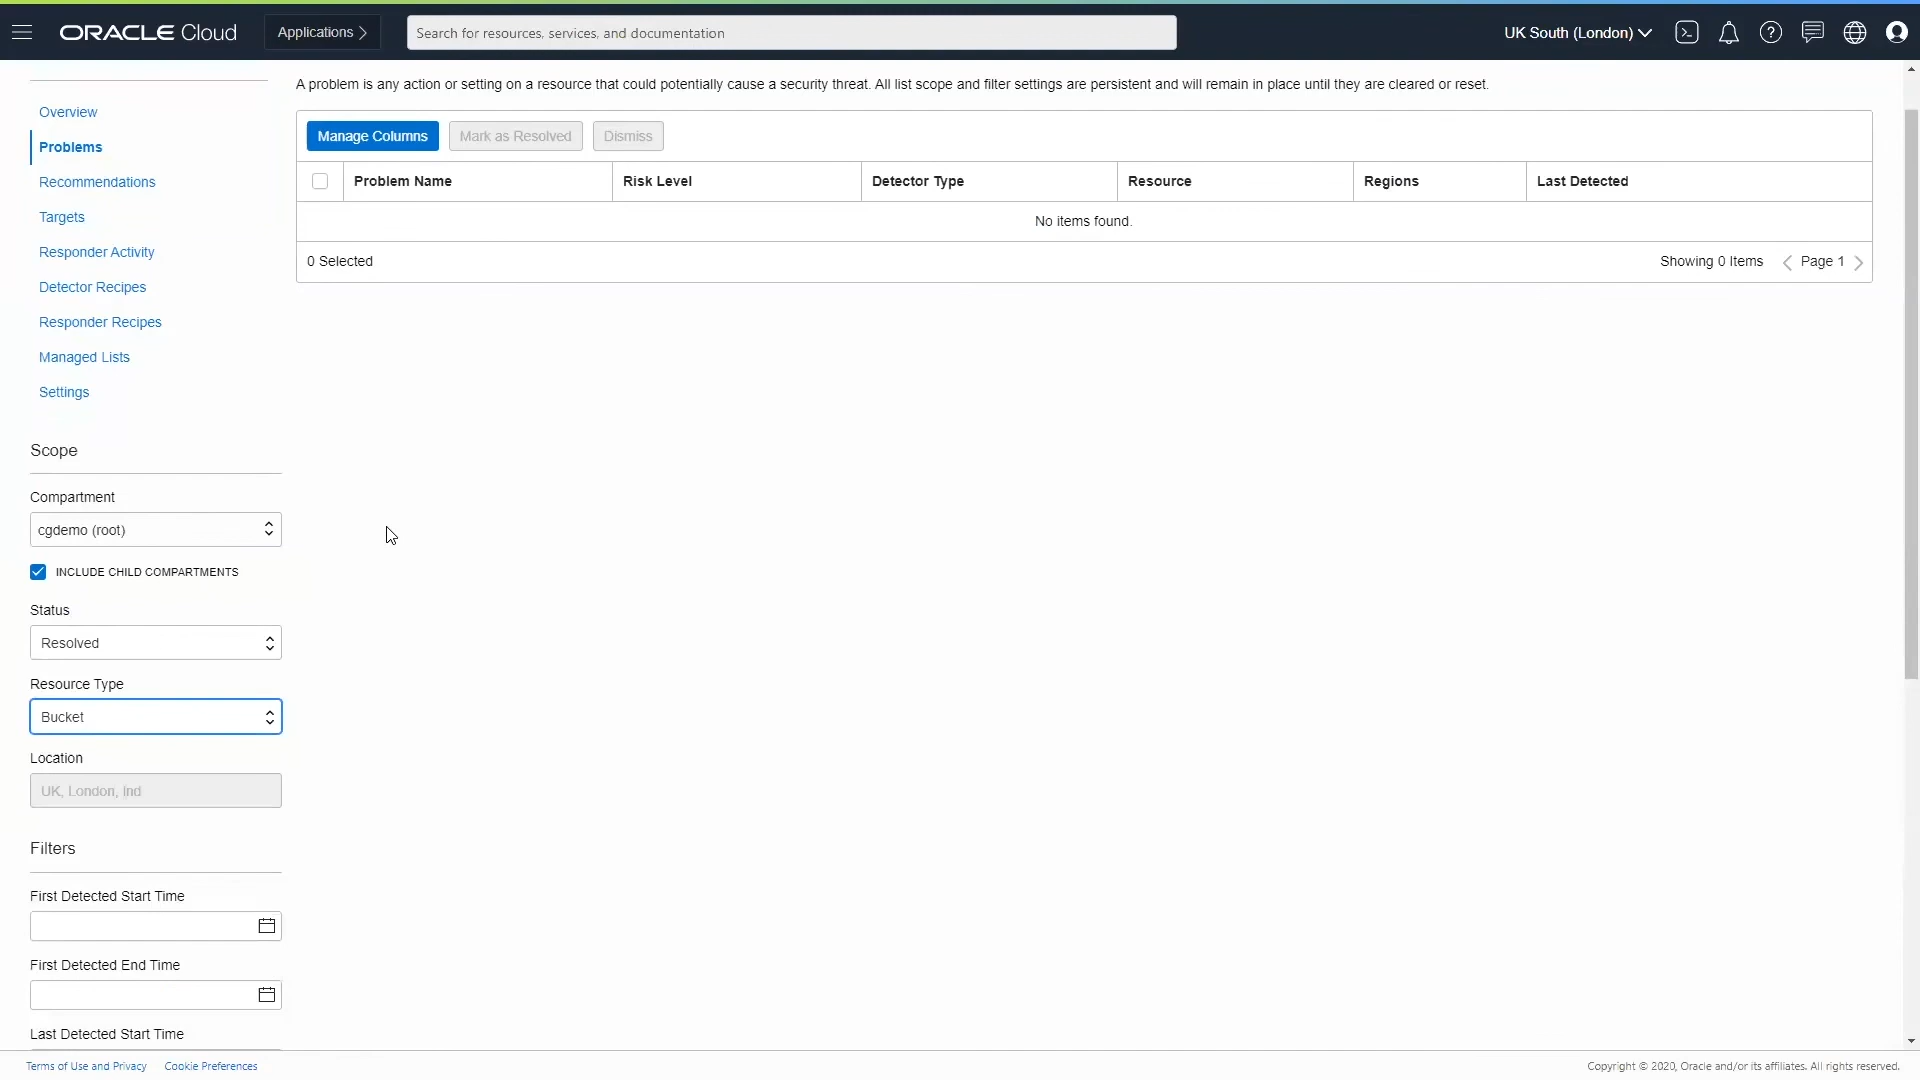 ORACLE Cloud
Applications
Search for resources, services, and documentation
UK South (London)
A problem is any action or setting on a resource that could potentially cause a security threat. All list scope and filter settings are persistent and will remain in place until they are cleared or reset.
Overview
Problems
Recommendations
Targets
Responder Activity
Detector Recipes
Responder Recipes
Managed Lists
Settings
Manage Columns
Mark as Resolved
Dismiss
Problem Name
Risk Level
Detector Type
Resource
Regions
Last Detected
No items found.
0 Selected
Showing 0 Items
Page 1
Scope
Compartment
cgdemo (root)
INCLUDE CHILD COMPARTMENTS
Status
Resolved
Resource Type
Bucket
Location
UK, London, Ind
Filters
First Detected Start Time
First Detected End Time
Last Detected Start Time
Terms of Use and Privacy
Cookie Preferences
Copyright © 2020, Oracle and/or its affiliates. All rights reserved.